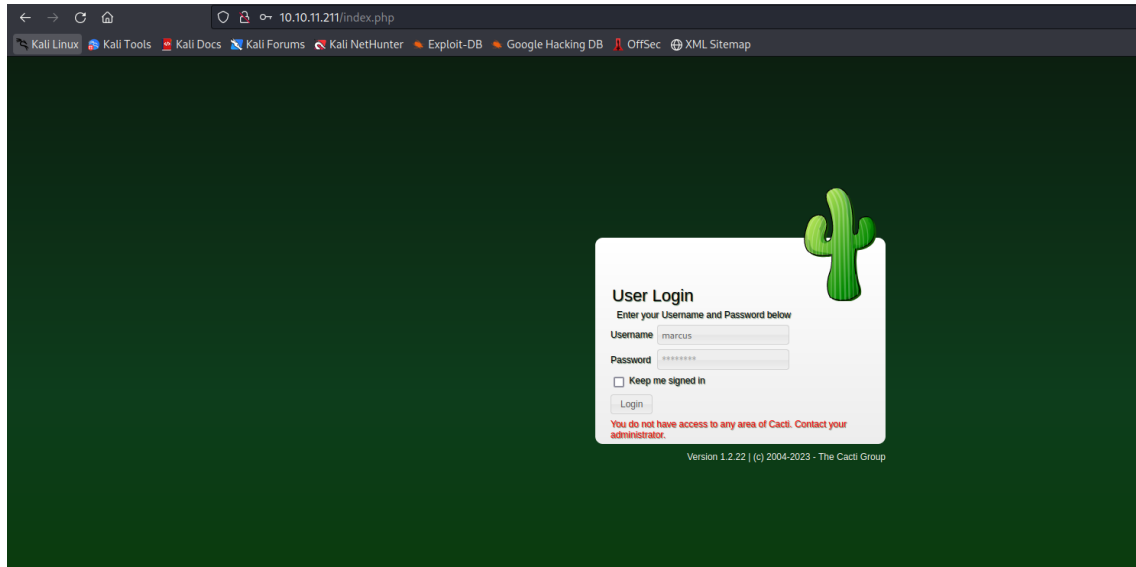 10.10.11.211/index.php
Kali Linux Kali Tools Kali Docs Kali Forums Kali NetHunter Exploit-DB Google Hacking DB OffSec XML Sitemap
User Login
Enter your Username and Password below
Username marcus
Password ********
Keep me signed in
Login
You do not have access to any area of Cacti. Contact your
administrator.
Version 1.2.22 | (c) 2004-2023 - The Cacti Group